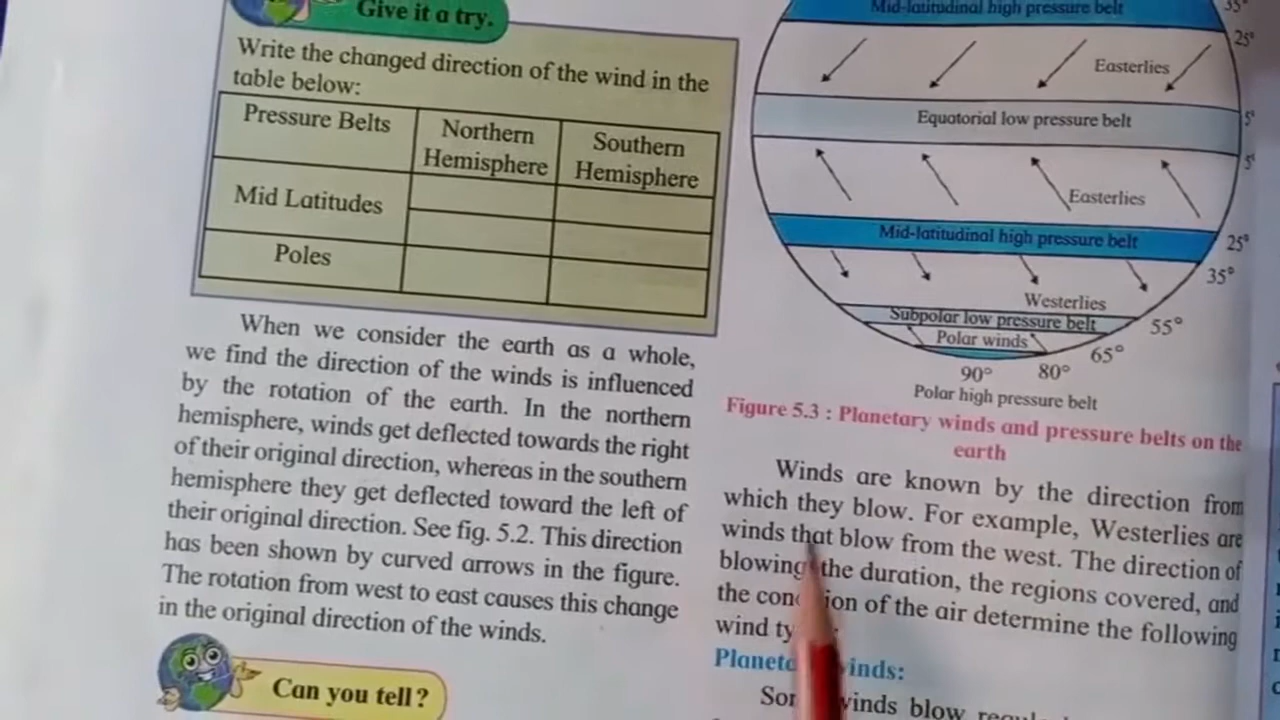 Give it a try.
Write the changed direction of the wind in the
table below:
Pressure Belts
Northern
Hemisphere
Southern
Hemisphere
Mid Latitudes
Poles
When we consider the earth as a whole,
we find the direction of the winds is influenced
by the rotation of the earth. In the northern
hemisphere, winds get deflected towards the right
of their original direction, whereas in the southern
hemisphere they get deflected toward the left of
their original direction. See fig. 5.2. This direction
has been shown by curved arrows in the figure.
The rotation from west to east causes this change
in the original direction of the winds.
Can you tell?
Mid-latitudinal high pressure belt
35°
25°
Easterlies
Equatorial low pressure belt
5°
5°
Easterlies
Mid-latitudinal high pressure belt
25°
35°
Westerlies
Subpolar low pressure belt
55°
Polar winds
65°
90°
80°
Polar high pressure belt
Figure 5.3 : Planetary winds and pressure belts on the
earth
Winds are known by the direction from
which they blow. For example, Westerlies are
winds that blow from the west. The direction of
blowing the duration, the regions covered, and
the of the air determine the following
wind
winds blow